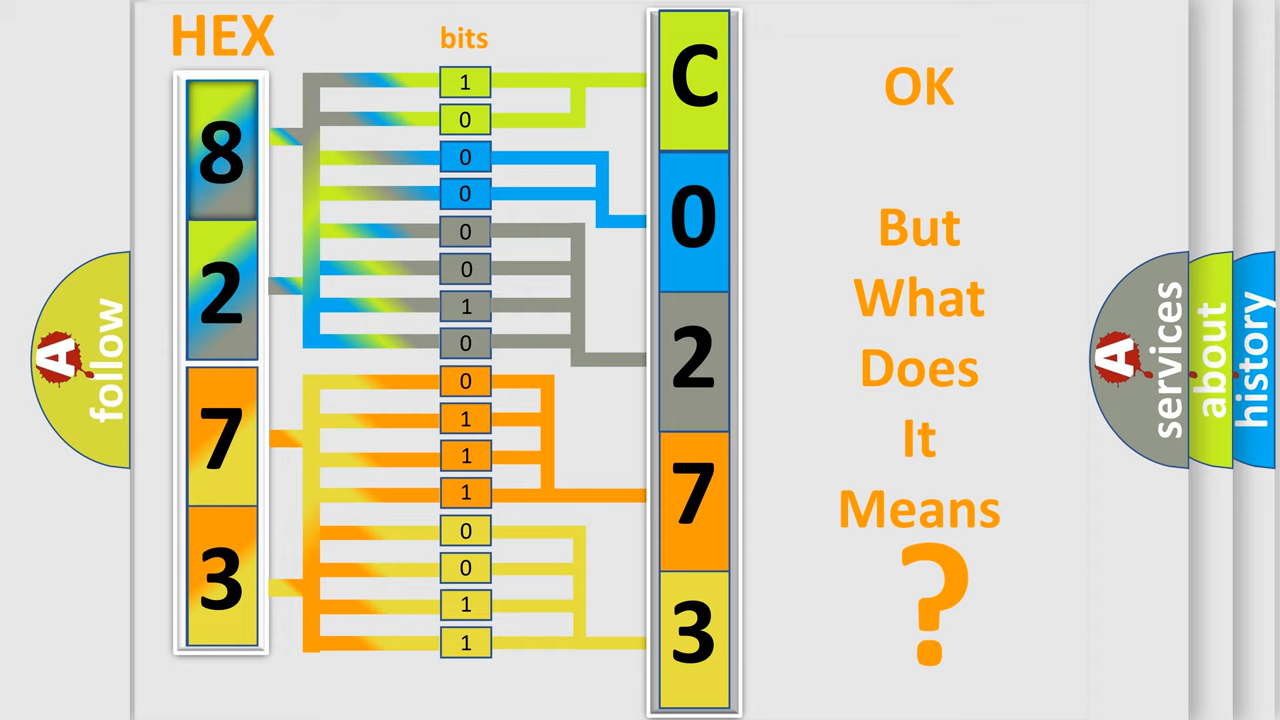 HEX
bits
8
2
7
3
1
0
0
0
0
0
1
0
0
1
1
1
0
0
1
1
C
0
2
7
3
OK
But
What
Does
It
Means
?
A
follow
A
services
about
history